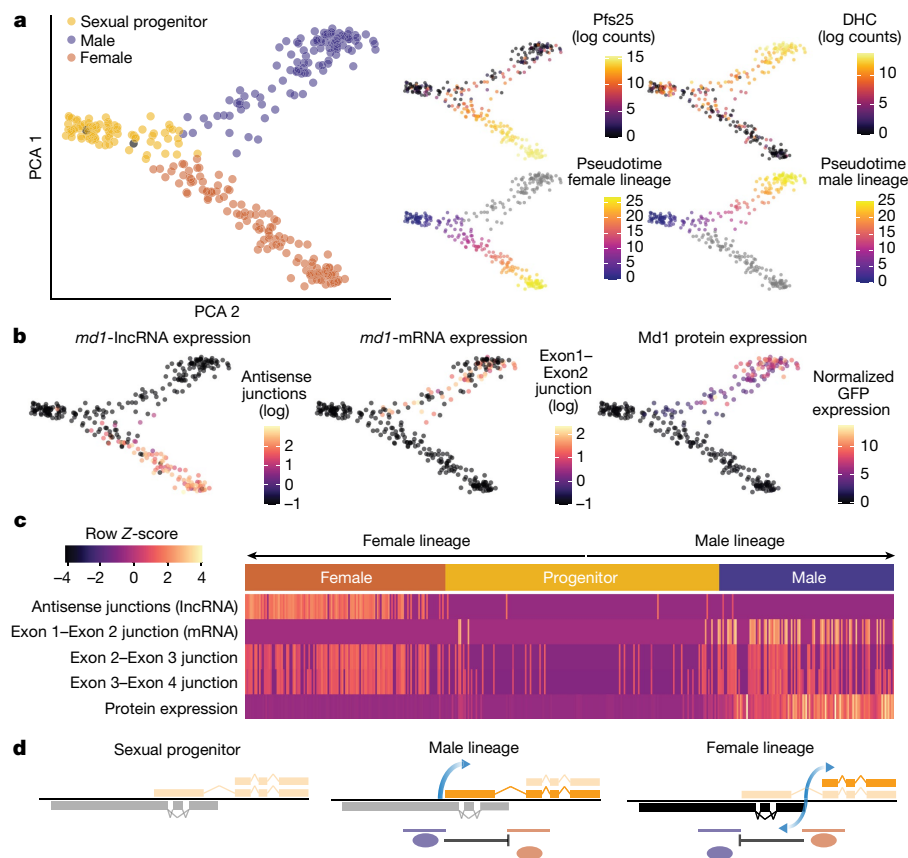 a
Sexual progenitor
Male
Female
PCA 1
PCA 2
Pfs25
(log counts)
15
10
5
0
DHC
(log counts)
10
5
0
Pseudotime
female lineage
25
20
15
10
5
0
Pseudotime
male lineage
25
20
15
10
5
0
b
md1-lncRNA expression
Antisense
junctions
(log)
2
1
0
−1
md1-mRNA expression
Exon1–
Exon2
junction
(log)
2
1
0
−1
Md1 protein expression
Normalized
GFP
expression
10
5
0
c
Row Z-score
−4 −2 0 2 4
Female lineage
Male lineage
Female
Progenitor
Male
Antisense junctions (lncRNA)
Exon 1–Exon 2 junction (mRNA)
Exon 2–Exon 3 junction
Exon 3–Exon 4 junction
Protein expression
d
Sexual progenitor
Male lineage
Female lineage